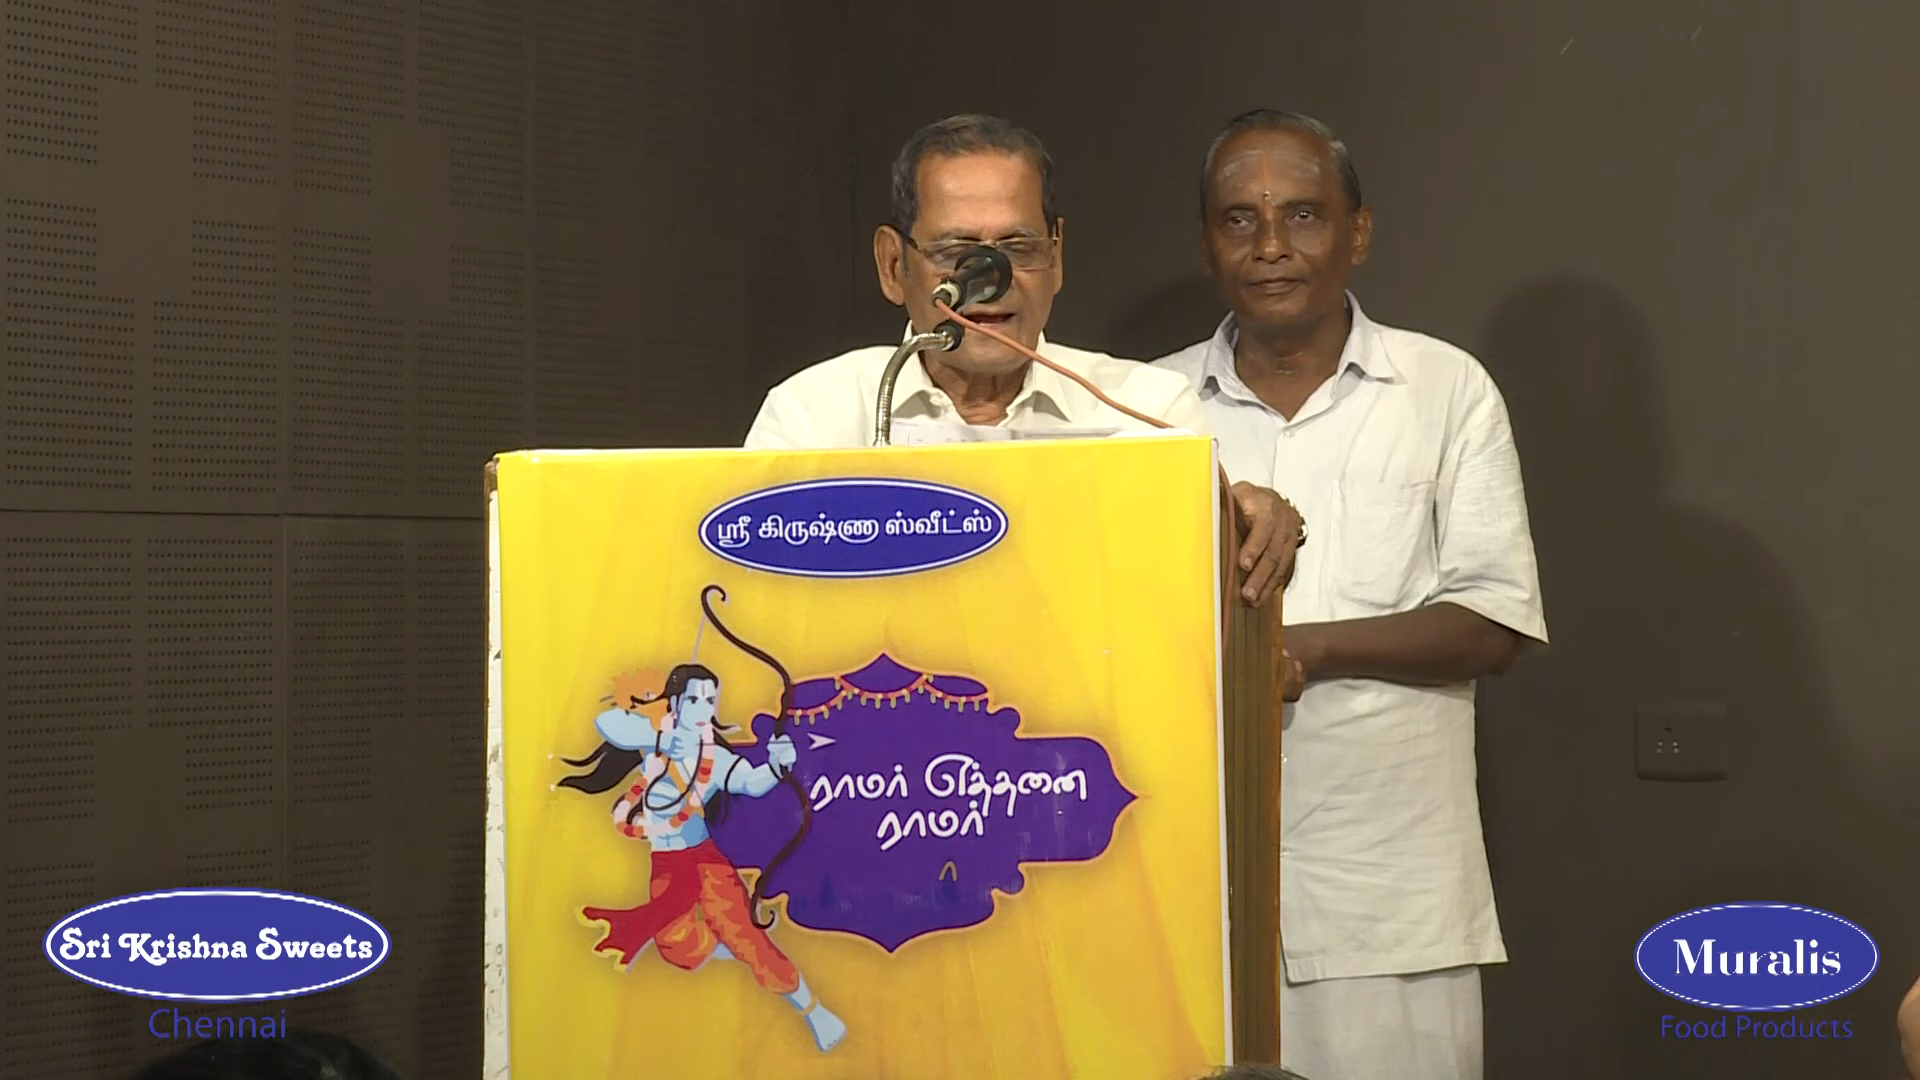 ஸ்ரீ கிருஷ்ண ஸ்வீட்ஸ்
ராமர் எத்தனை
ராமர்
Sri Krishna Sweets
Chennai
Muralis
Food Products